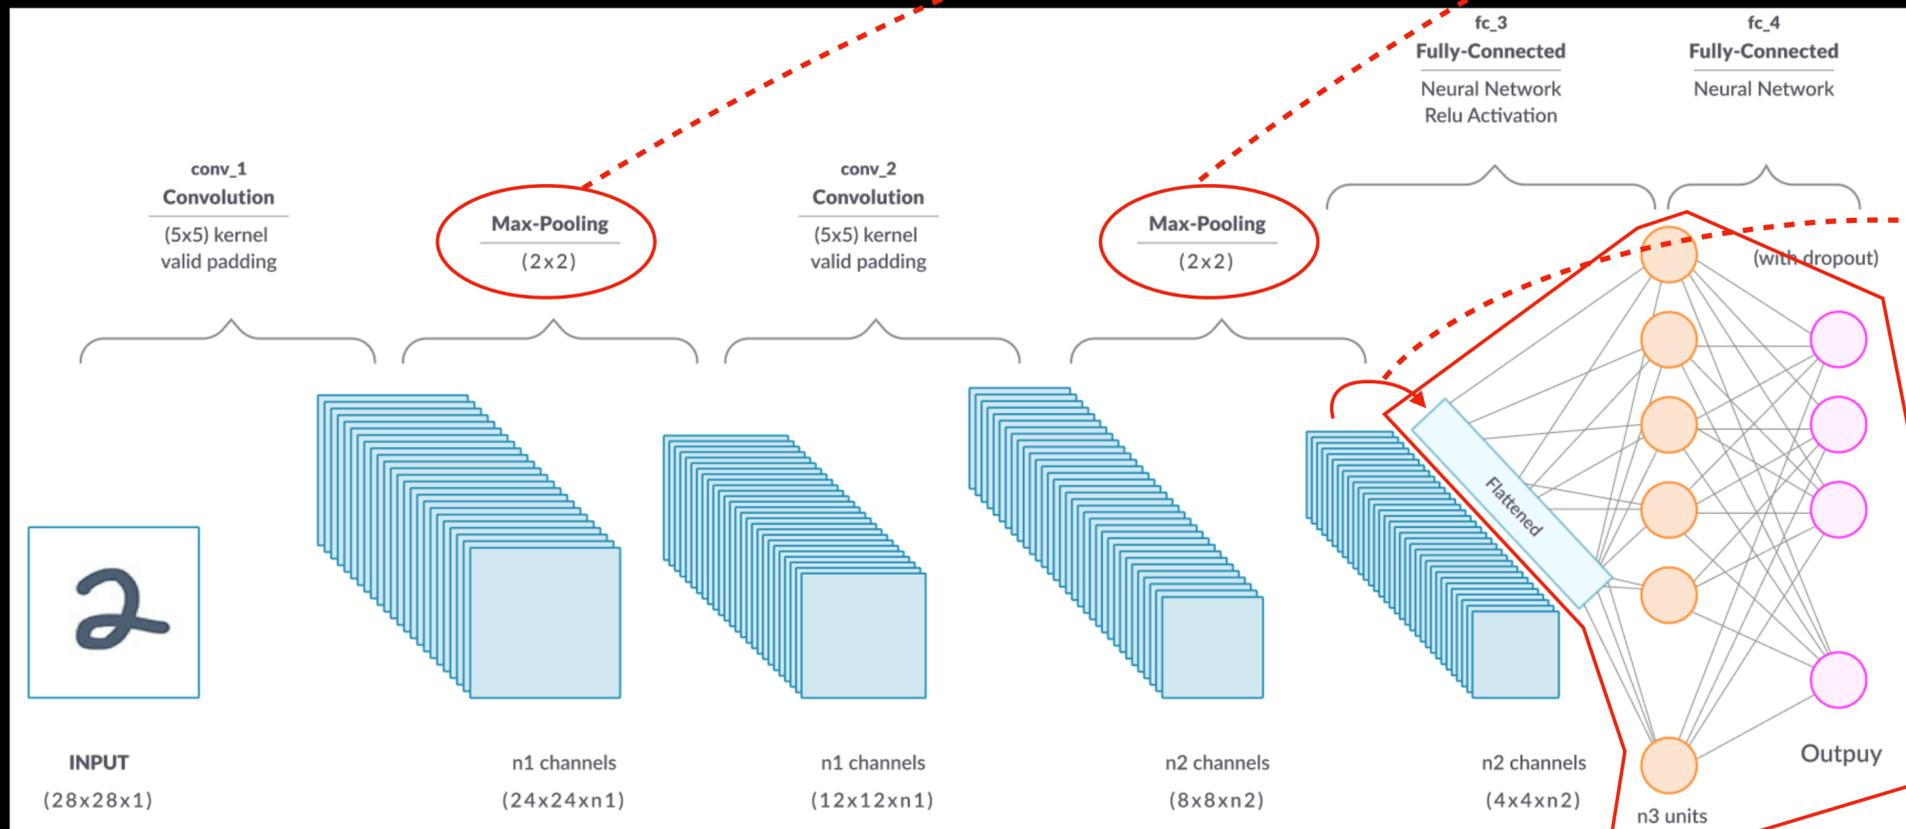 fc_3
Fully-Connected
Neural Network
Relu Activation
fc_4
Fully-Connected
Neural Network
conv_1
Convolution
(5x5) kernel
valid padding
Max-Pooling
(2x2)
conv_2
Convolution
(5x5) kernel
valid padding
Max-Pooling
(2x2)
(with dropout)
Flattened
2
INPUT
(28x28x1)
n1 channels
(24x24xn1)
n1 channels
(12x12xn1)
n2 channels
(8x8xn2)
n2 channels
(4x4xn2)
n3 units
Outpuy